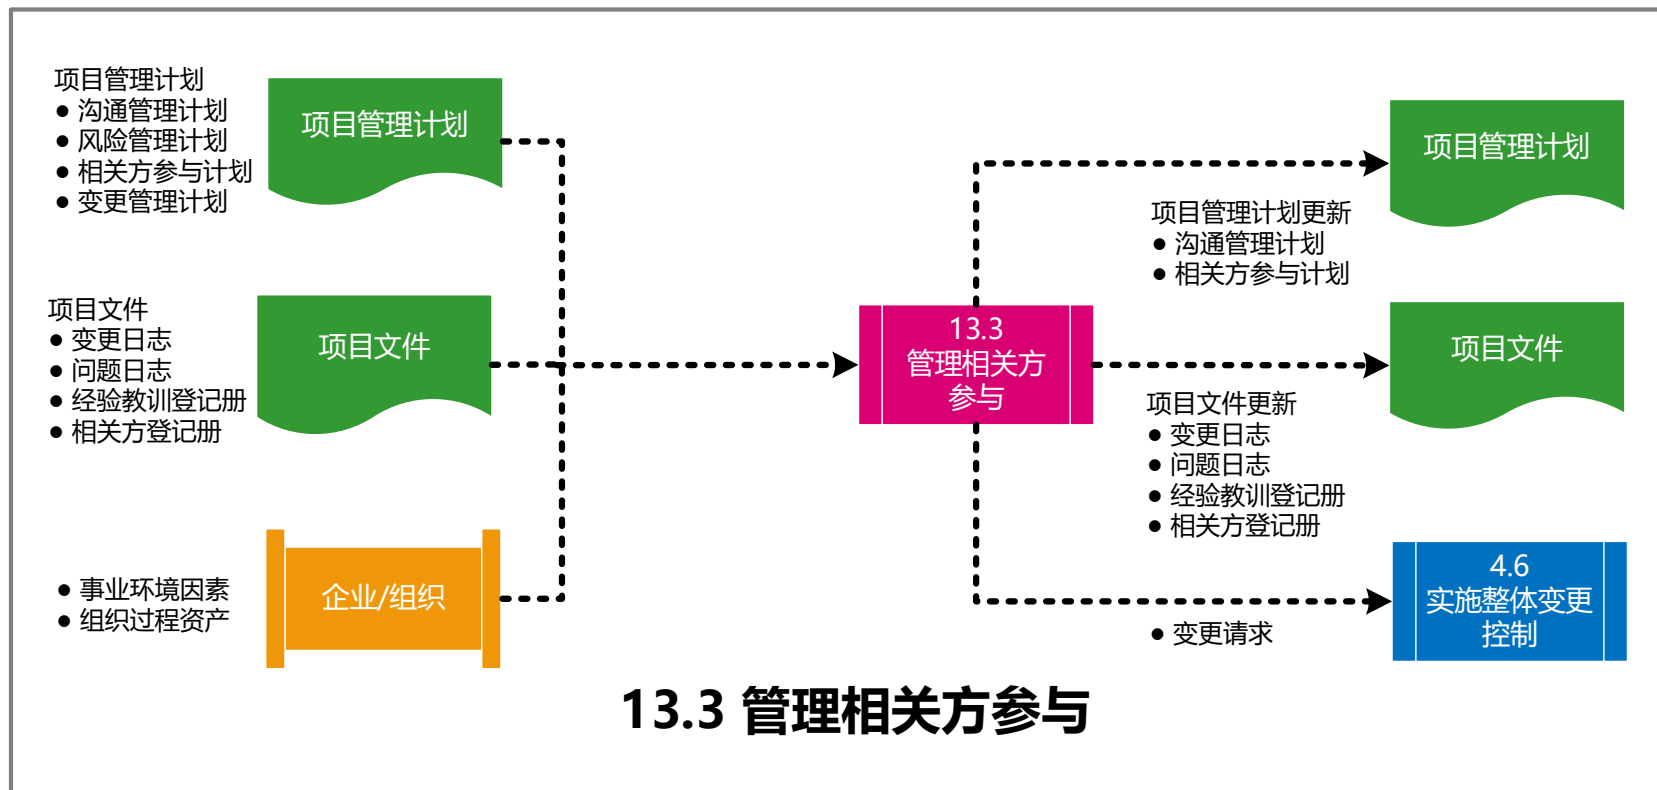 项目管理计划
● 沟通管理计划
● 风险管理计划
● 相关方参与计划
● 变更管理计划
项目管理计划
项目文件
● 变更日志
● 问题日志
● 经验教训登记册
● 相关方登记册
项目文件
● 事业环境因素
● 组织过程资产
企业/组织
13.3
管理相关方
参与
项目管理计划
项目管理计划更新
● 沟通管理计划
● 相关方参与计划
项目文件
项目文件更新
● 变更日志
● 问题日志
● 经验教训登记册
● 相关方登记册
4.6
实施整体变更
控制
● 变更请求
13.3 管理相关方参与